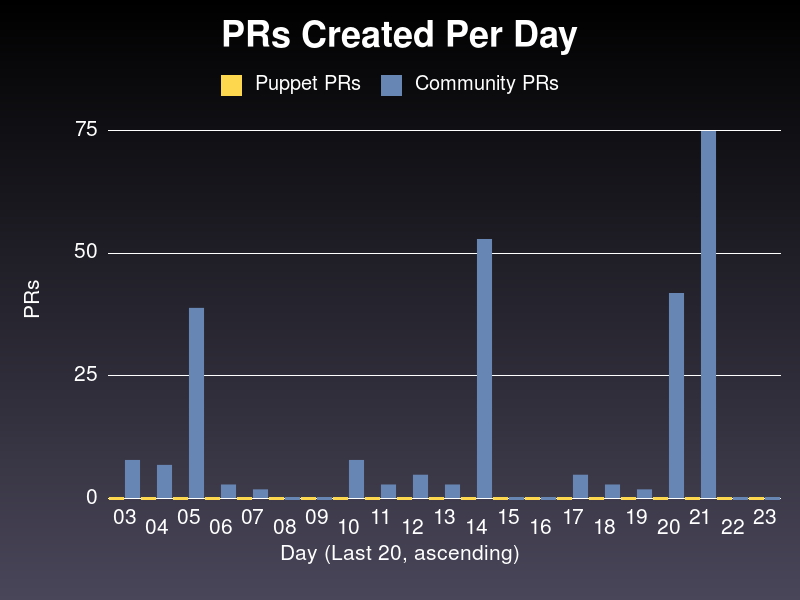 PRs Created Per Day
Puppet PRs Community PRs
75
50
25
0
PRs
03 04 05 06 07 08 09 10 11 12 13 14 15 16 17 18 19 20 21 22 23
Day (Last 20, ascending)